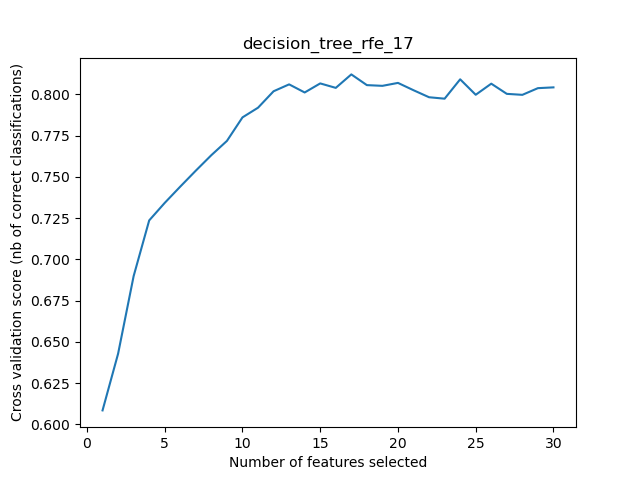 decision_tree_rfe_17
Cross validation score (nb of correct classifications)
0.800
0.775
0.750
0.725
0.700
0.675
0.650
0.625
0.600
0 5 10 15 20 25 30
Number of features selected